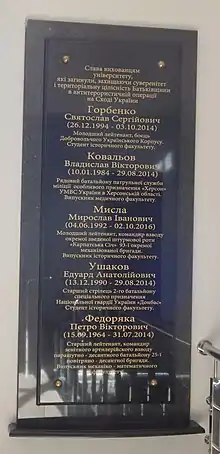 Слава вихованцям
університету,
які загинули, захищаючи суверенітет
і територіальну цілісність Батьківщини
в антитерористичній операції
на Сході України
Горбенко
Святослав Сергійович
(26.12.1994 - 03.10.2014)
Молодший лейтенант, боєць
Добровольчого Українського Корпусу.
Студент історичного факультету.
Ковальов
Владислав Вікторович
(10.01.1984 - 29.08.2014)
Рядовий батальйону патрульної служби
міліції особливого призначення «Херсон»
УМВС України в Херсонській області.
Випускник медичного факультету.
Мисла
Мирослав Іванович
(04.06.1992 - 02.10.2016)
Молодший лейтенант, командир взводу
окремої зведеної штурмової роти
«Карпатська Січ» 93-ї окремої
механізованої бригади.
Випускник історичного факультету.
Ушаков
Едуард Анатолійович
(13.12.1990 - 29.08.2014)
Старший стрілець 2-го батальйону
спеціального призначення
Національної гвардії України «Донбас»
Студент історичного факультету.
Федоряка
Петро Вікторович
(15.09.1964 - 31.07.2014)
Старший лейтенант, командир
зенітного артилерійського взводу
парашутно - десантного батальйону 25-ї
повітряно - десантної бригади.
Випускник механіко - математичного